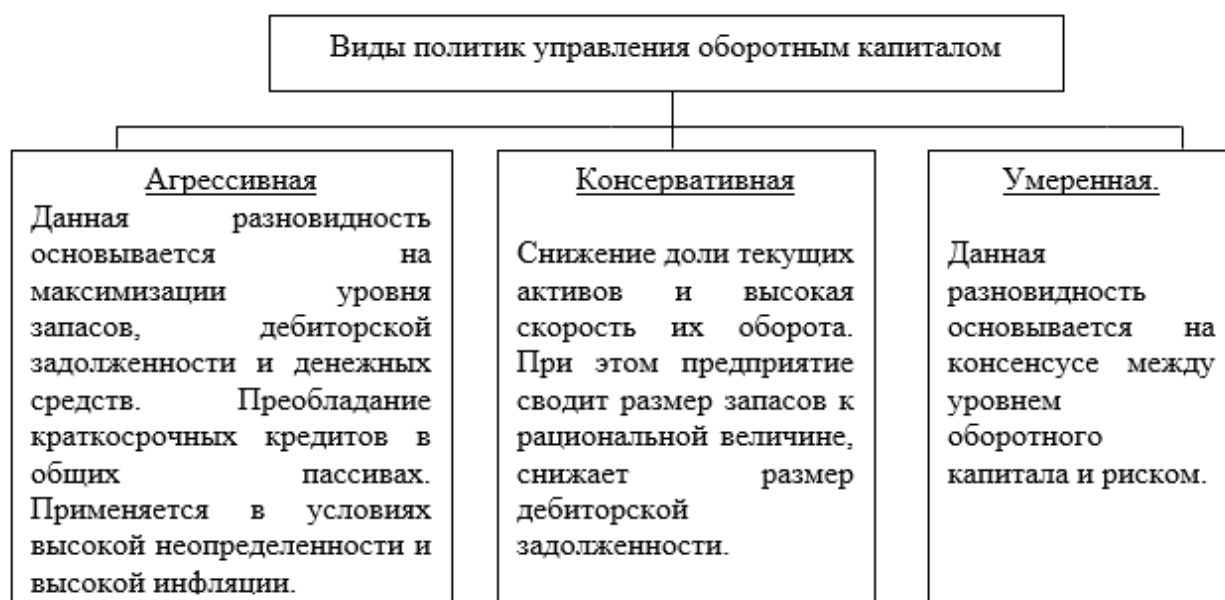 Виды политик управления оборотным капиталом
Агрессивная
Данная разновидность
основывается на
максимизации уровня
запасов, дебиторской
задолженности и денежных
средств. Преобладание
краткосрочных кредитов в
общих пассивах.
Применяется в условиях
высокой неопределенности и
высокой инфляции.
Консервативная
Снижение доли текущих
активов и высокая
скорость их оборота.
При этом предприятие
сводит размер запасов к
рациональной величине,
снижает размер
дебиторской
задолженности.
Умеренная.
Данная
разновидность
основывается на
консенсусе между
уровнем
оборотного
капитала и риском.